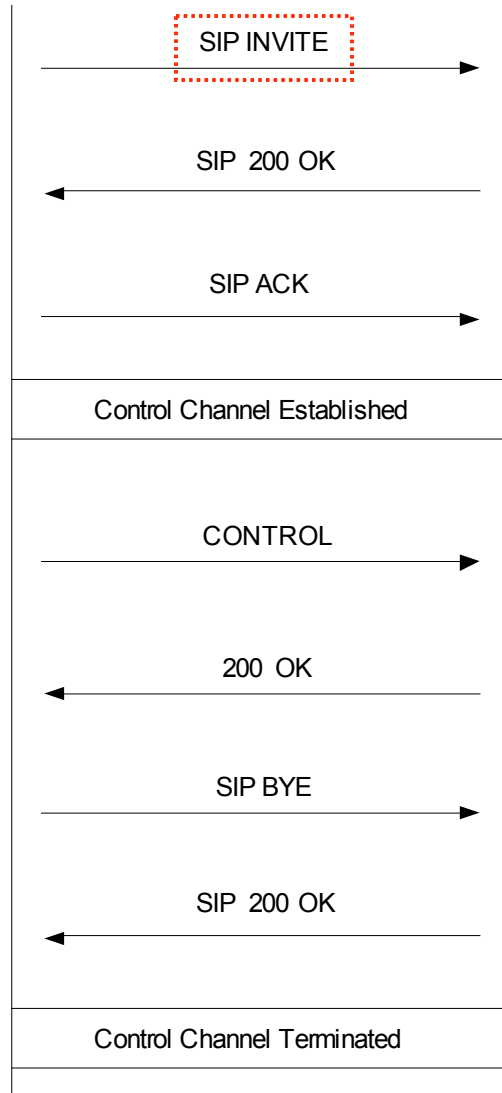 SIP INVITE
SIP 200 OK
SIP ACK
Control Channel Established
CONTROL
200 OK
SIP BYE
SIP 200 OK
Control Channel Terminated